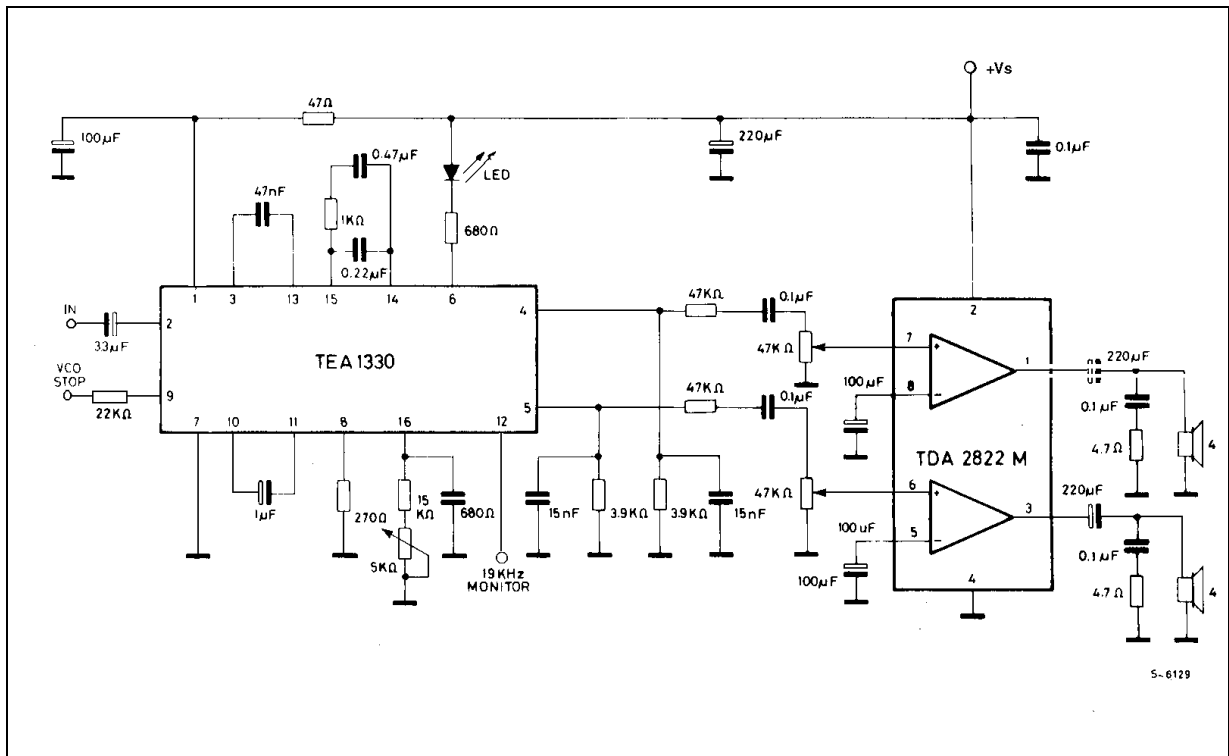 +Vs
47Ω
100µF
220µF
0.1µF
0.47µF
LED
47nF
1KΩ
680Ω
0.22µF
1
3
13
15
14
6
IN
2
33µF
TEA 1330
4
47KΩ
0.1µF
47KΩ
2
7
+
1
220µF
VCO
STOP
9
22KΩ
5
47KΩ
0.1µF
100µF
8
−
0.1µF
4.7Ω
4
7
10
11
8
16
12
TDA 2822 M
1µF
270Ω
15
KΩ
680Ω
5KΩ
19KHz
MONITOR
15nF
3.9KΩ
3.9KΩ
15nF
47KΩ
6
+
3
220µF
100uF
5
−
100µF
4
0.1µF
4.7Ω
4
S-6129